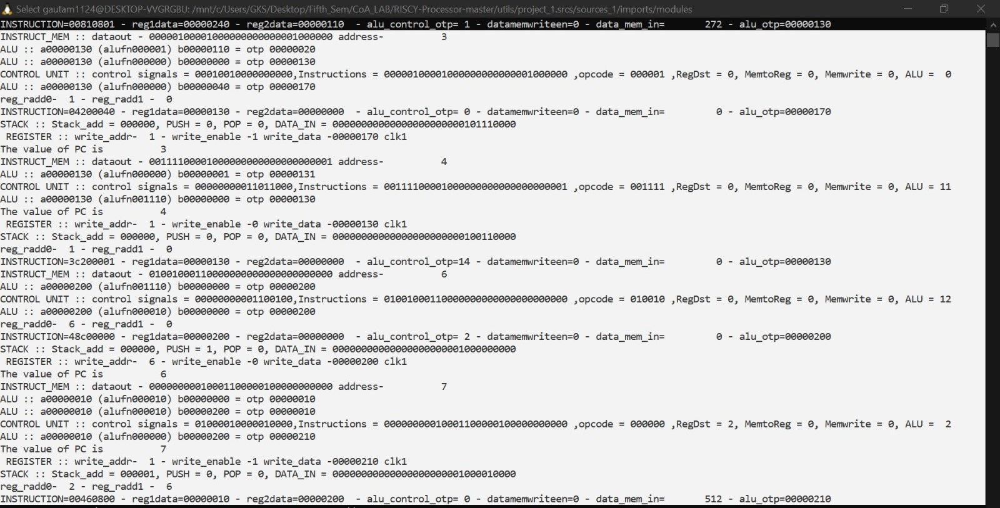 Select gautam1124@DESKTOP-VVGRGBU: /mnt/c/Users/GKS/Desktop/Fifth_Sem/CoA_LAB/RISCY-Processor-master/utils/project_1.srcs/sources_1/imports/modules
INSTRUCTION=00810801 - reg1data=00000240 - reg2data=00000110  - alu_control_otp= 1 - datamemwriteen=0 - data_mem_in=       272 - alu_otp=00000130
INSTRUCT_MEM :: dataout - 00000100001000000000000001000000 address-          3
ALU :: a00000130 (alufn000001) b00000110 = otp 00000020
ALU :: a00000130 (alufn000000) b00000000 = otp 00000130
CONTROL UNIT :: control signals = 00010010000000000,Instructions = 00000100001000000000000001000000 ,opcode = 000001 ,RegDst = 0, MemtoReg = 0, Memwrite = 0, ALU =  0
ALU :: a00000130 (alufn000000) b00000040 = otp 00000170
reg_radd0-  1 - reg_radd1 -  0
INSTRUCTION=04200040 - reg1data=00000130 - reg2data=00000000  - alu_control_otp= 0 - datamemwriteen=0 - data_mem_in=         0 - alu_otp=00000170
STACK :: Stack_add = 000000, PUSH = 0, POP = 0, DATA_IN = 00000000000000000000000101110000
 REGISTER :: write_addr-  1 - write_enable -1 write_data -00000170 clk1
The value of PC is          3
INSTRUCT_MEM :: dataout - 00111100001000000000000000000001 address-          4
ALU :: a00000130 (alufn000000) b00000001 = otp 00000131
CONTROL UNIT :: control signals = 00000000011011000,Instructions = 00111100001000000000000000000001 ,opcode = 001111 ,RegDst = 0, MemtoReg = 0, Memwrite = 0, ALU = 11
ALU :: a00000130 (alufn001110) b00000000 = otp 00000130
The value of PC is          4
 REGISTER :: write_addr-  1 - write_enable -0 write_data -00000130 clk1
STACK :: Stack_add = 000000, PUSH = 0, POP = 0, DATA_IN = 00000000000000000000000100110000
reg_radd0-  1 - reg_radd1 -  0
INSTRUCTION=3c200001 - reg1data=00000130 - reg2data=00000000  - alu_control_otp=14 - datamemwriteen=0 - data_mem_in=         0 - alu_otp=00000130
INSTRUCT_MEM :: dataout - 01001000110000000000000000000000 address-          6
ALU :: a00000200 (alufn001110) b00000000 = otp 00000200
CONTROL UNIT :: control signals = 00000000001100100,Instructions = 01001000110000000000000000000000 ,opcode = 010010 ,RegDst = 0, MemtoReg = 0, Memwrite = 0, ALU = 12
ALU :: a00000200 (alufn000010) b00000000 = otp 00000200
reg_radd0-  6 - reg_radd1 -  0
INSTRUCTION=48c00000 - reg1data=00000200 - reg2data=00000000  - alu_control_otp= 2 - datamemwriteen=0 - data_mem_in=         0 - alu_otp=00000200
STACK :: Stack_add = 000000, PUSH = 1, POP = 0, DATA_IN = 00000000000000000000001000000000
 REGISTER :: write_addr-  6 - write_enable -0 write_data -00000200 clk1
The value of PC is          6
INSTRUCT_MEM :: dataout - 00000000010001100000100000000000 address-          7
ALU :: a00000010 (alufn000010) b00000000 = otp 00000010
ALU :: a00000010 (alufn000010) b00000200 = otp 00000010
CONTROL UNIT :: control signals = 01000010000010000,Instructions = 00000000010001100000100000000000 ,opcode = 000000 ,RegDst = 2, MemtoReg = 0, Memwrite = 0, ALU =  2
ALU :: a00000010 (alufn000000) b00000200 = otp 00000210
The value of PC is          7
 REGISTER :: write_addr-  1 - write_enable -1 write_data -00000210 clk1
STACK :: Stack_add = 000001, PUSH = 0, POP = 0, DATA_IN = 00000000000000000000001000010000
reg_radd0-  2 - reg_radd1 -  6
INSTRUCTION=00460800 - reg1data=00000010 - reg2data=00000200  - alu_control_otp= 0 - datamemwriteen=0 - data_mem_in=       512 - alu_otp=00000210